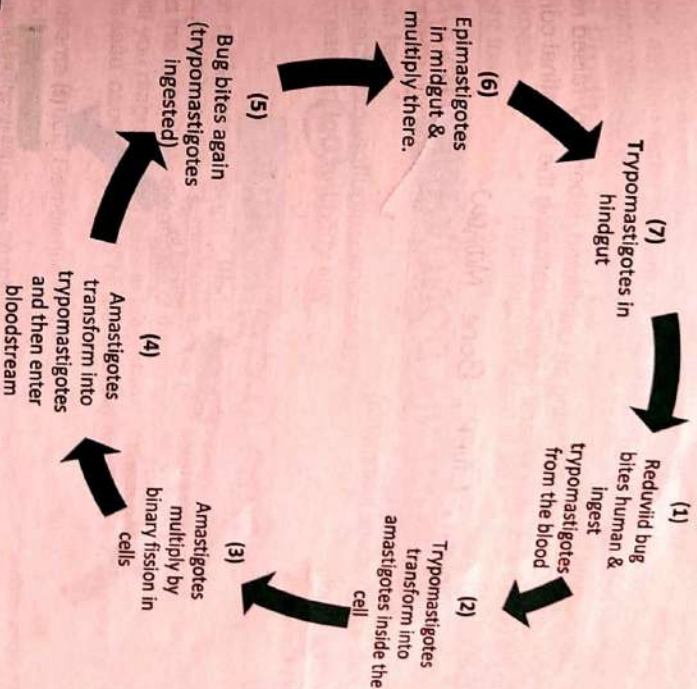 (1)
Reduviid bug
bites human &
ingest
trypomastigotes
from the blood
(2)
Trypomastigotes
transform into
amastigotes inside the
cell
(3)
Amastigotes
multiply by
binary fission in
cells
(4)
Amastigotes
transform into
trypomastigotes
and then enter
bloodstream
(5)
Bug bites again
(trypomastigotes
ingested)
(6)
Epimastigotes
in midgut &
multiply there.
(7)
Trypomastigotes in
hindgut